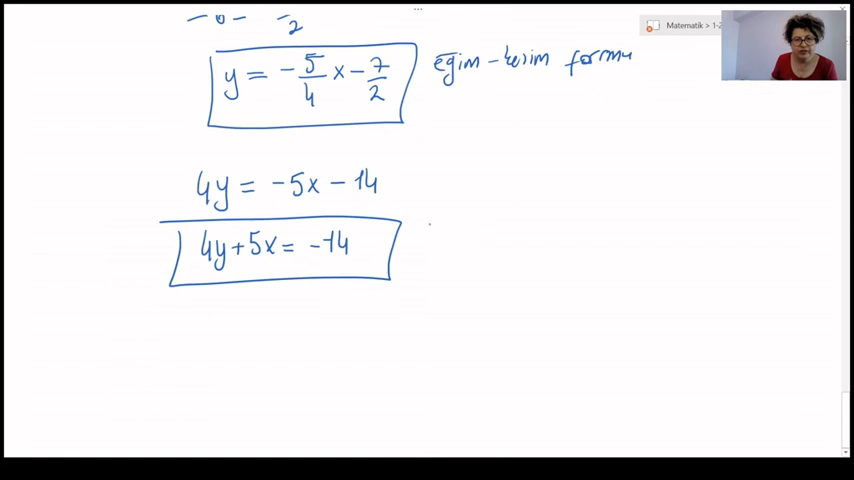 Matematik > 1-2
y = -5/4 x - 7/2 eğim - kesim formu
4y = -5x - 14
4y + 5x = -14